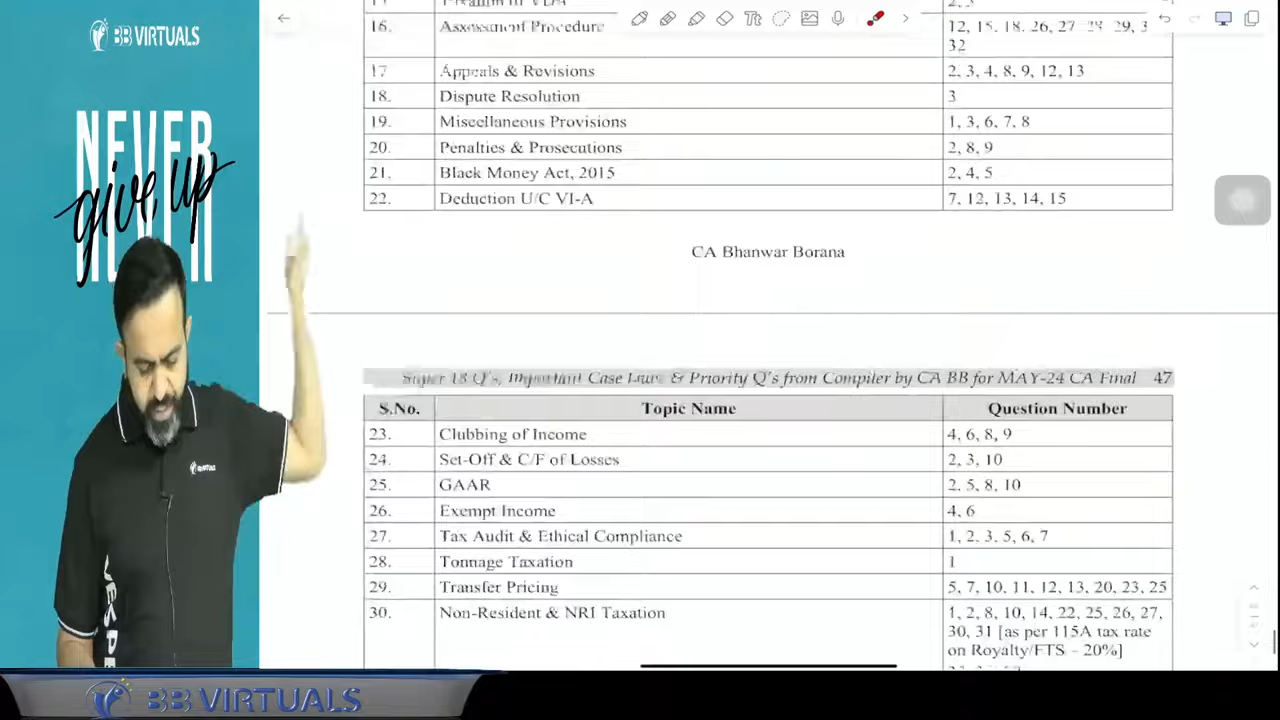 BB VIRTUALS
NEVER
give up
NEVER
16. Assessment Procedure 12, 15, 18, 26, 27 28 29, 3
32
17 Appeals & Revisions 2, 3, 4, 8, 9, 12, 13
18. Dispute Resolution 3
19. Miscellaneous Provisions 1, 3, 6, 7, 8
20. Penalties & Prosecutions 2, 8, 9
21. Black Money Act, 2015 2, 4, 5
22. Deduction U/C VI-A 7, 12, 13, 14, 15
CA Bhanwar Borana
Super 18 Q's, Important Case Laws & Priority Q's from Compiler by CA BB for MAY-24 CA Final 47
S.No. Topic Name Question Number
23. Clubbing of Income 4, 6, 8, 9
24. Set-Off & C/F of Losses 2, 3, 10
25. GAAR 2, 5, 8, 10
26. Exempt Income 4, 6
27. Tax Audit & Ethical Compliance 1, 2, 3, 5, 6, 7
28. Tonnage Taxation 1
29. Transfer Pricing 5, 7, 10, 11, 12, 13, 20, 23, 25
30. Non-Resident & NRI Taxation 1, 2, 8, 10, 14, 22, 25, 26, 27,
30, 31 [as per 115A tax rate
on Royalty/FTS - 20%]
BB VIRTUALS